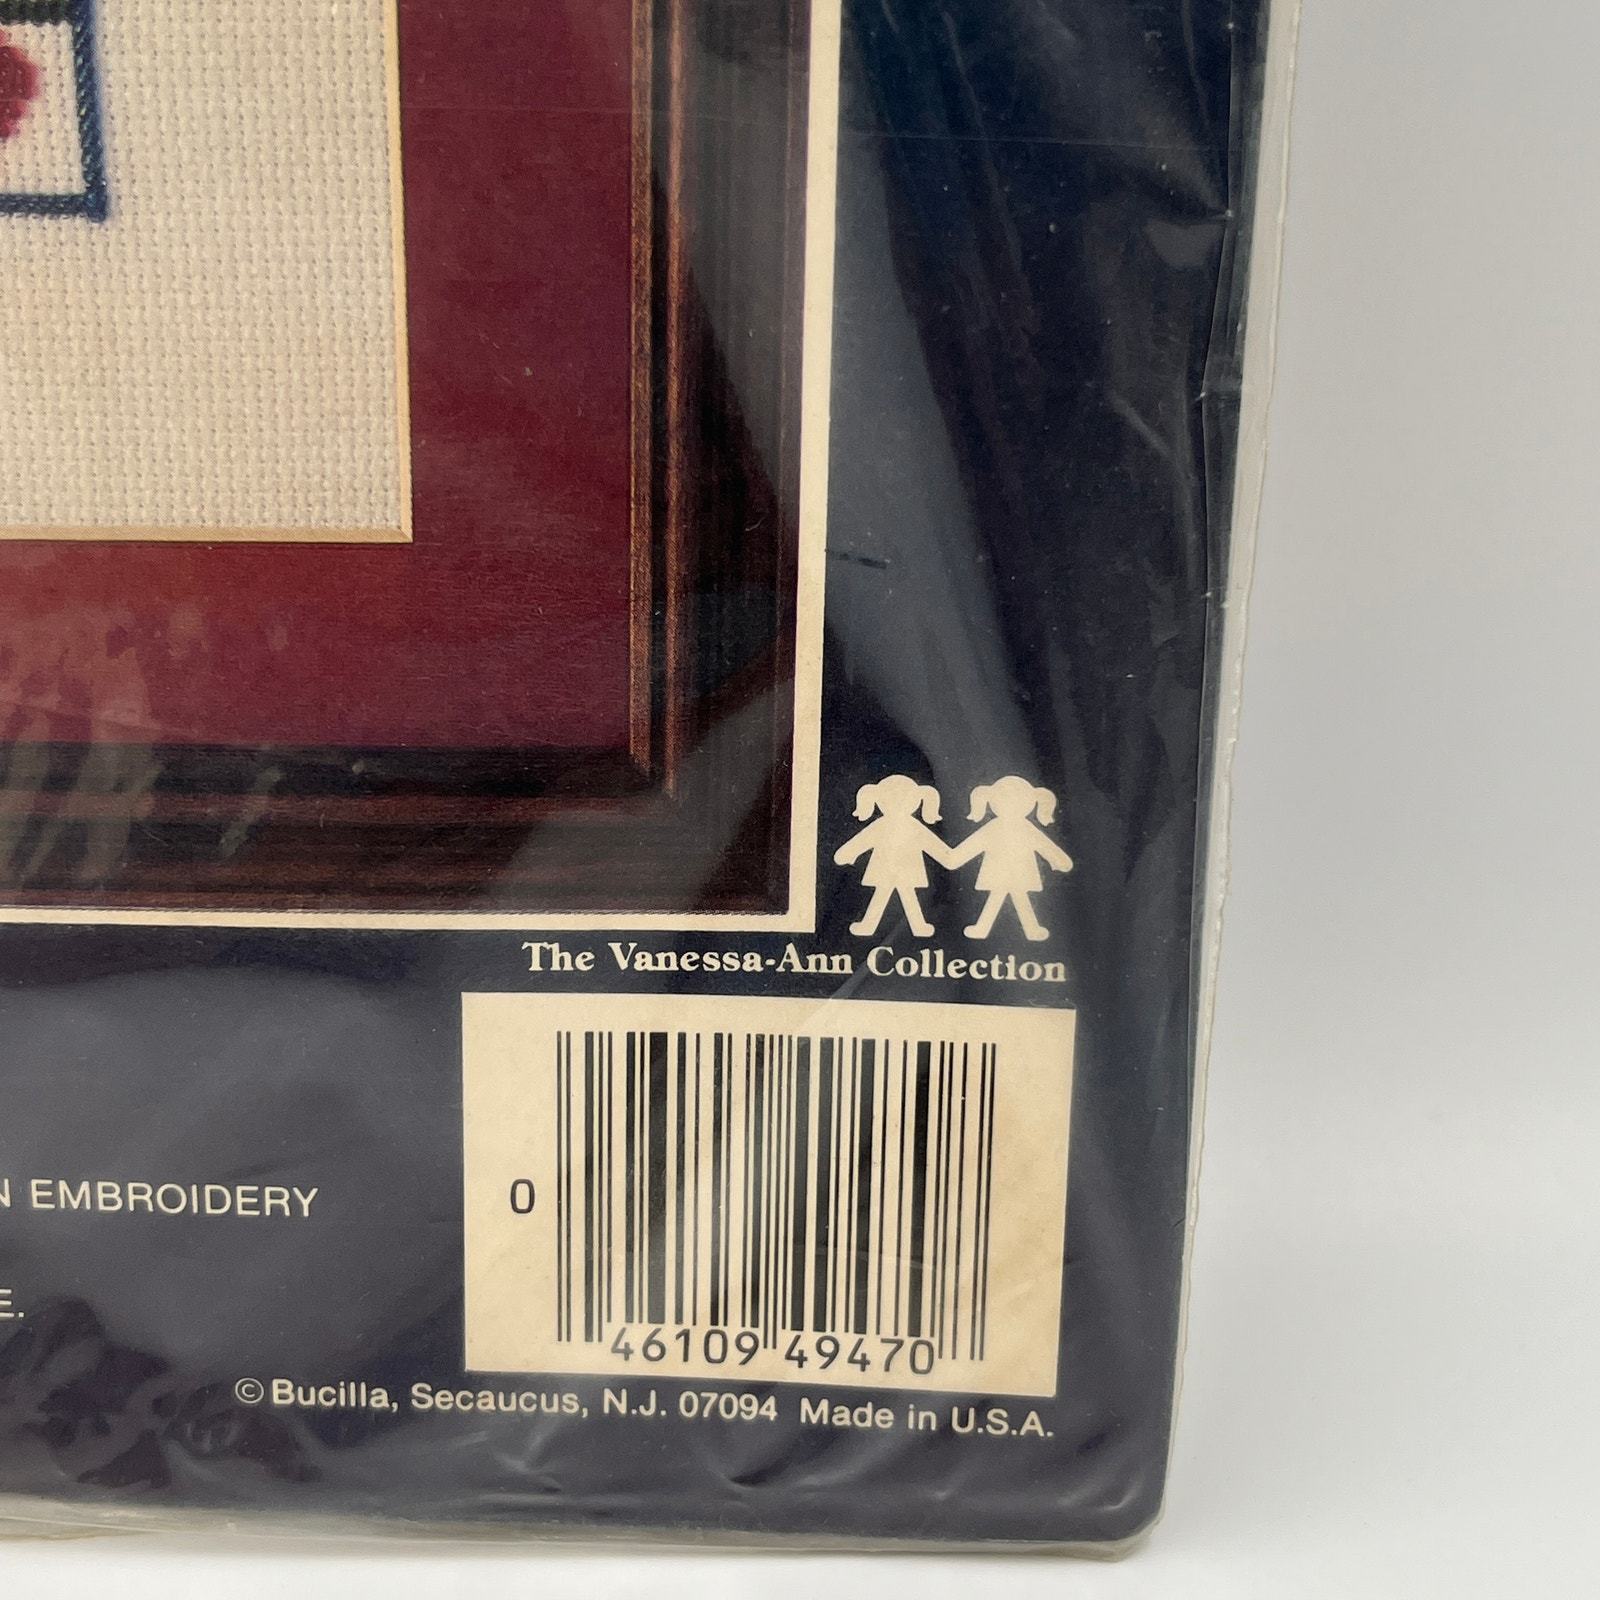 The Vanessa-Ann Collection
N EMBROIDERY
E.
0 46109 49470
© Bucilla, Secaucus, N.J. 07094 Made in U.S.A.